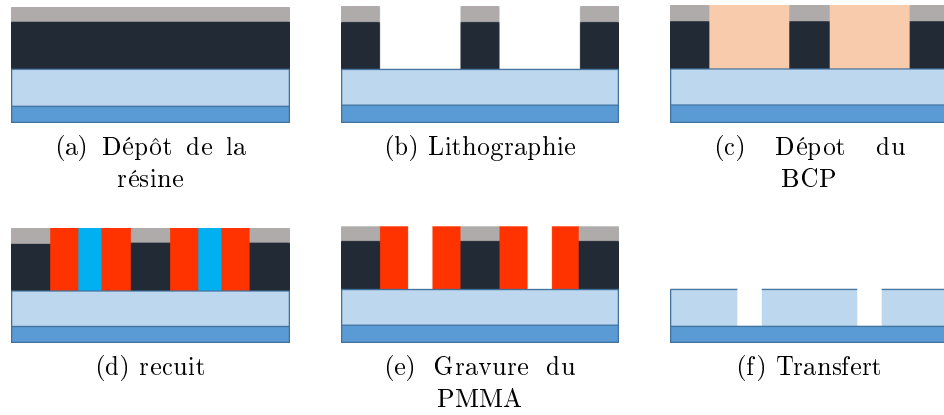 (a) Dépôt de la
résine
(b) Lithographie
(c) Dépot du
BCP
(d) recuit
(e) Gravure du
PMMA
(f) Transfert